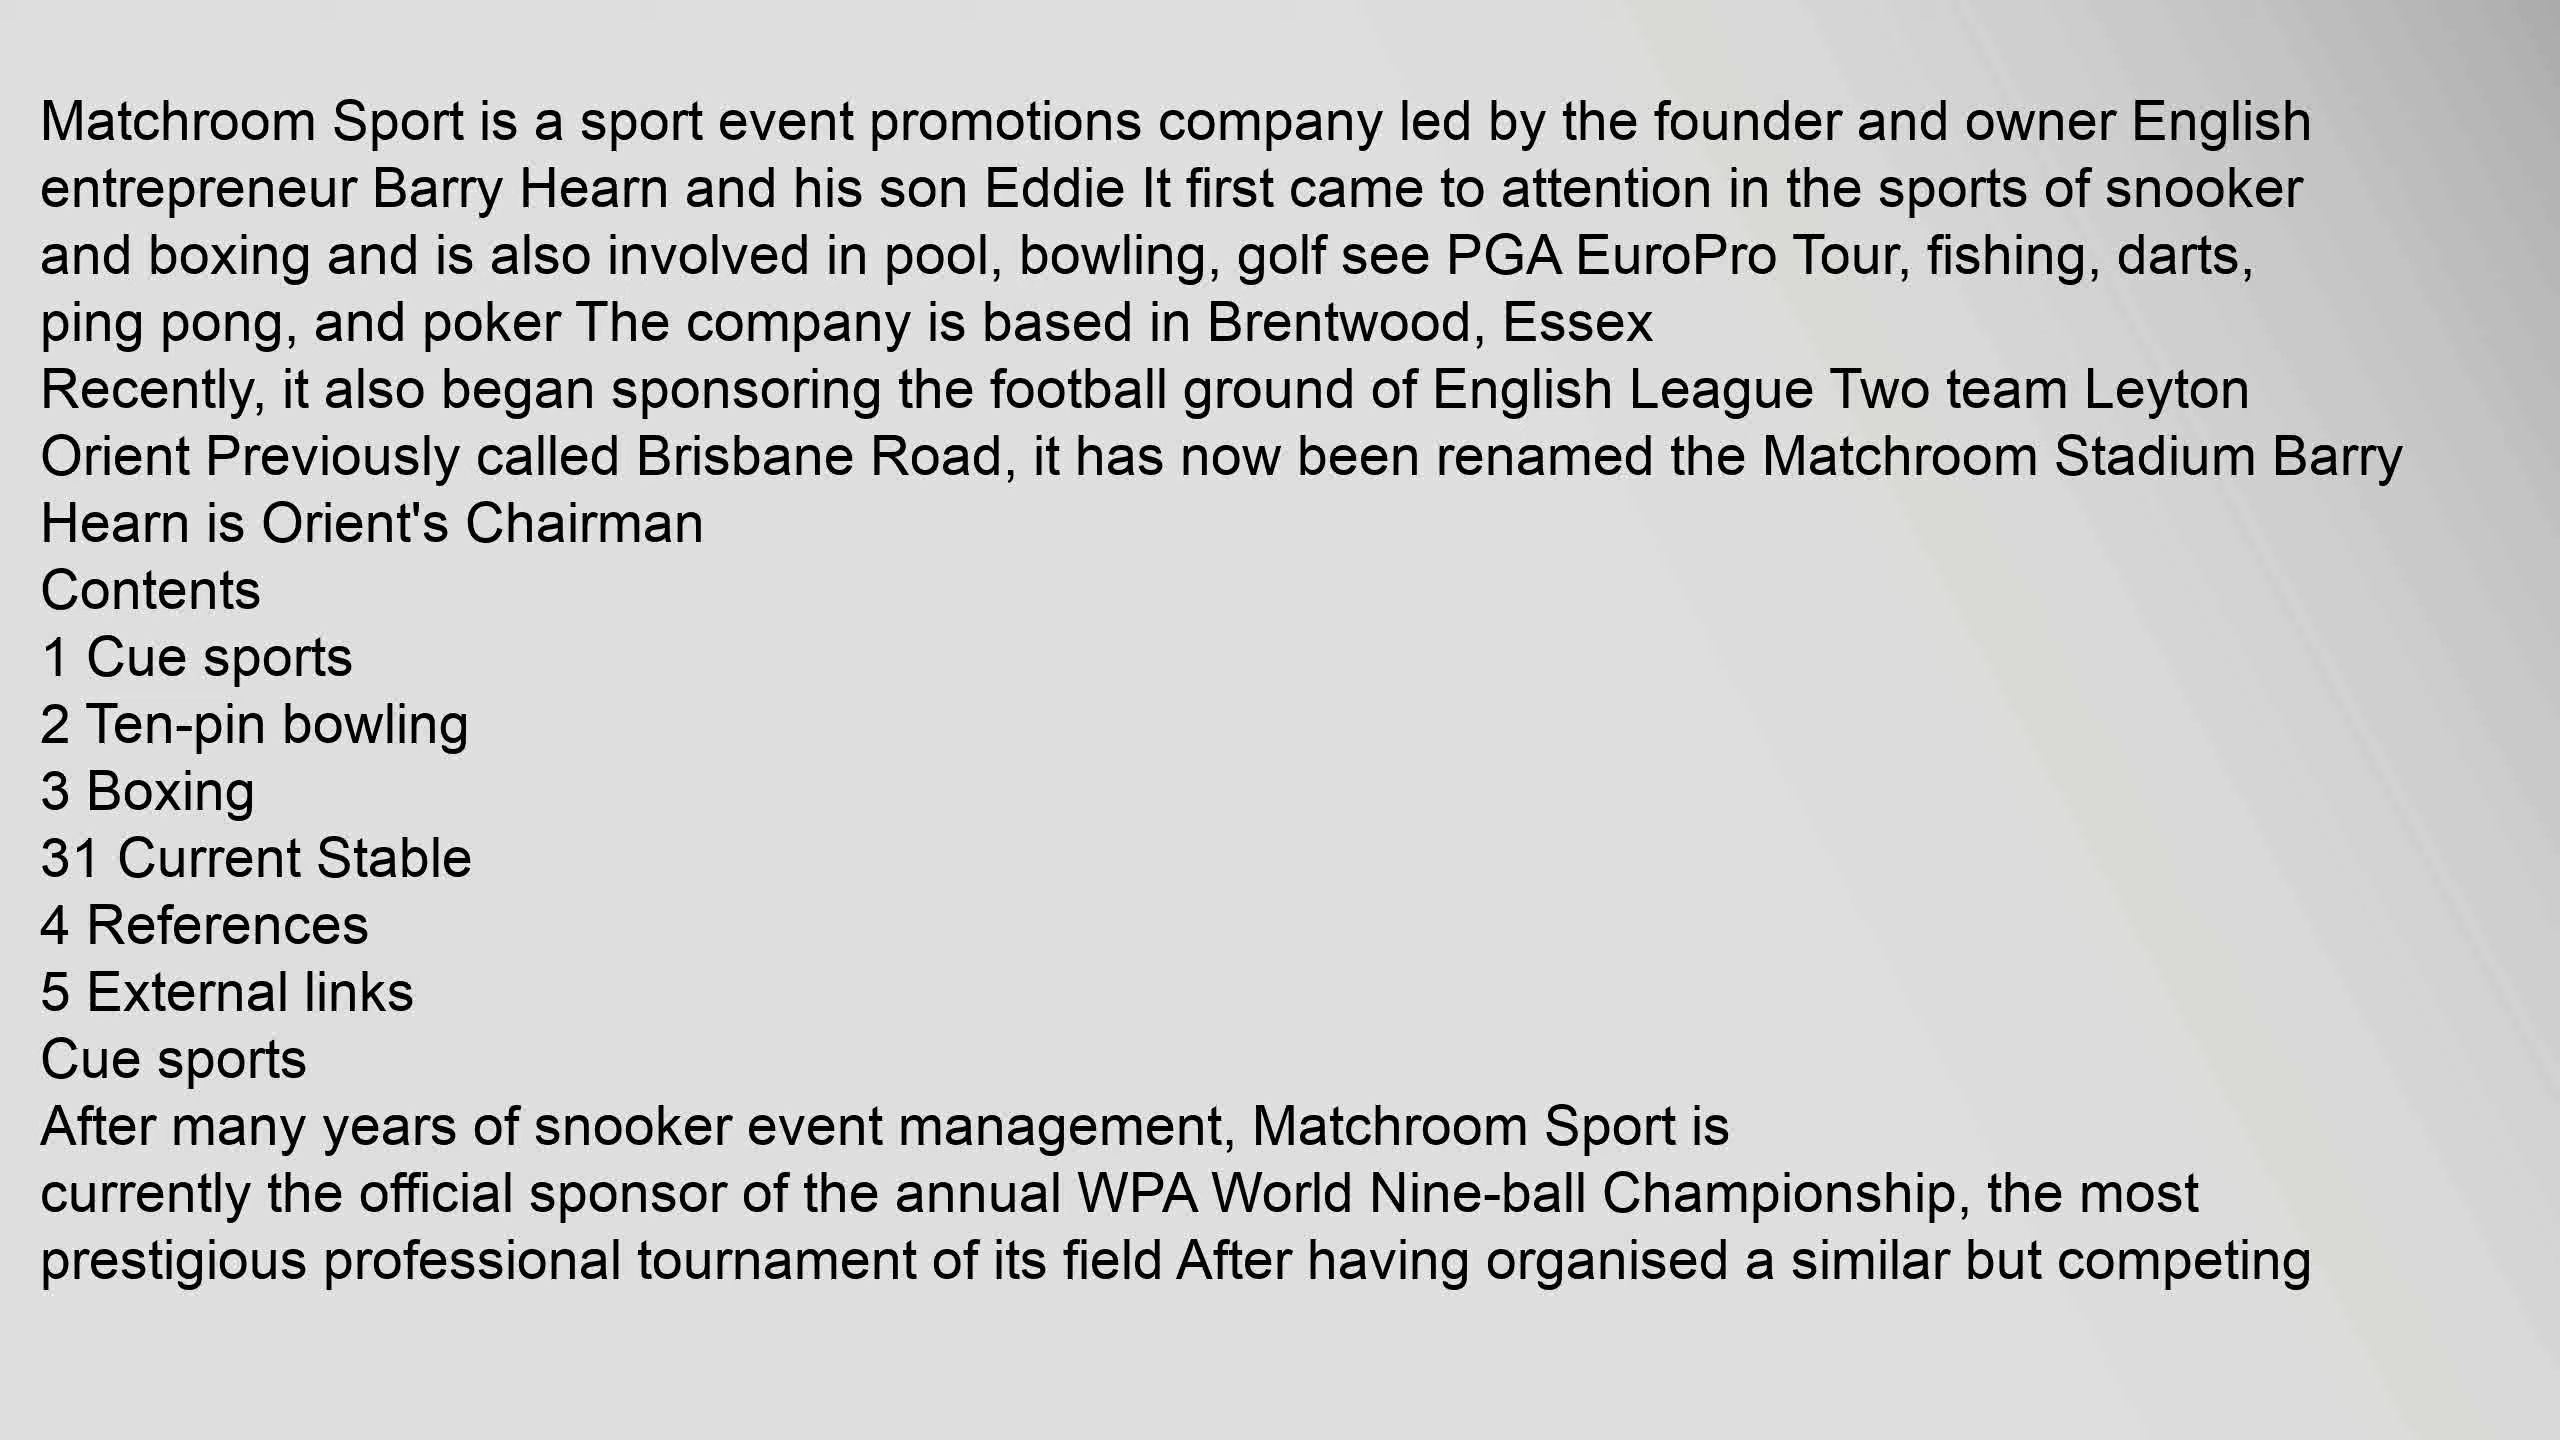 Matchroom Sport is a sport event promotions company led by the founder and owner English
entrepreneur Barry Hearn and his son Eddie It first came to attention in the sports of snooker
and boxing and is also involved in pool, bowling, golf see PGA EuroPro Tour, fishing, darts,
ping pong, and poker The company is based in Brentwood, Essex
Recently, it also began sponsoring the football ground of English League Two team Leyton
Orient Previously called Brisbane Road, it has now been renamed the Matchroom Stadium Barry
Hearn is Orient's Chairman
Contents
1 Cue sports
2 Ten-pin bowling
3 Boxing
31 Current Stable
4 References
5 External links
Cue sports
After many years of snooker event management, Matchroom Sport is
currently the official sponsor of the annual WPA World Nine-ball Championship, the most
prestigious professional tournament of its field After having organised a similar but competing